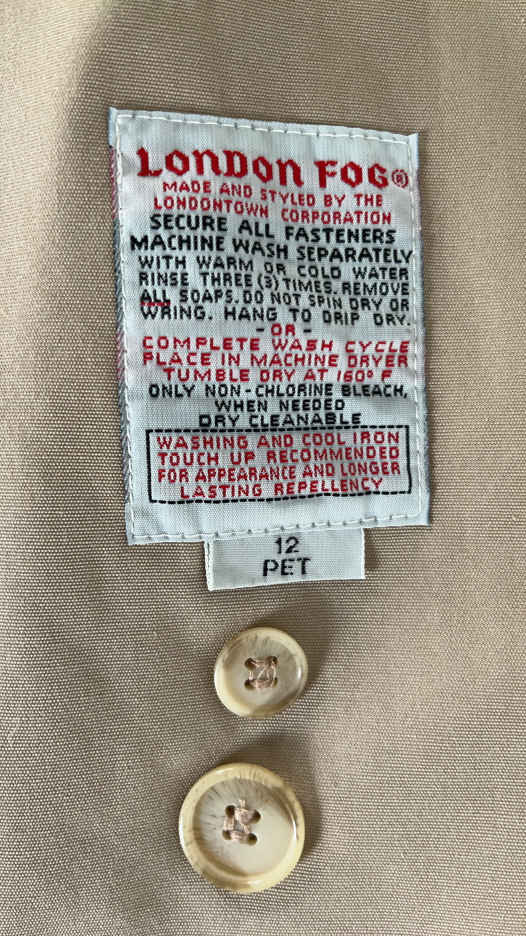 LONDON FOG®
MADE AND STYLED BY THE
LONDONTOWN CORPORATION
SECURE ALL FASTENERS
MACHINE WASH SEPARATELY
WITH WARM OR COLD WATER
RINSE THREE (3) TIMES. REMOVE
ALL SOAPS. DO NOT SPIN DRY OR
WRING. HANG TO DRIP DRY.
- OR -
COMPLETE WASH CYCLE
PLACE IN MACHINE DRYER
TUMBLE DRY AT 160° F
ONLY NON-CHLORINE BLEACH,
WHEN NEEDED
DRY CLEANABLE
WASHING AND COOL IRON
TOUCH UP RECOMMENDED
FOR APPEARANCE AND LONGER
LASTING REPELLENCY
12
PET